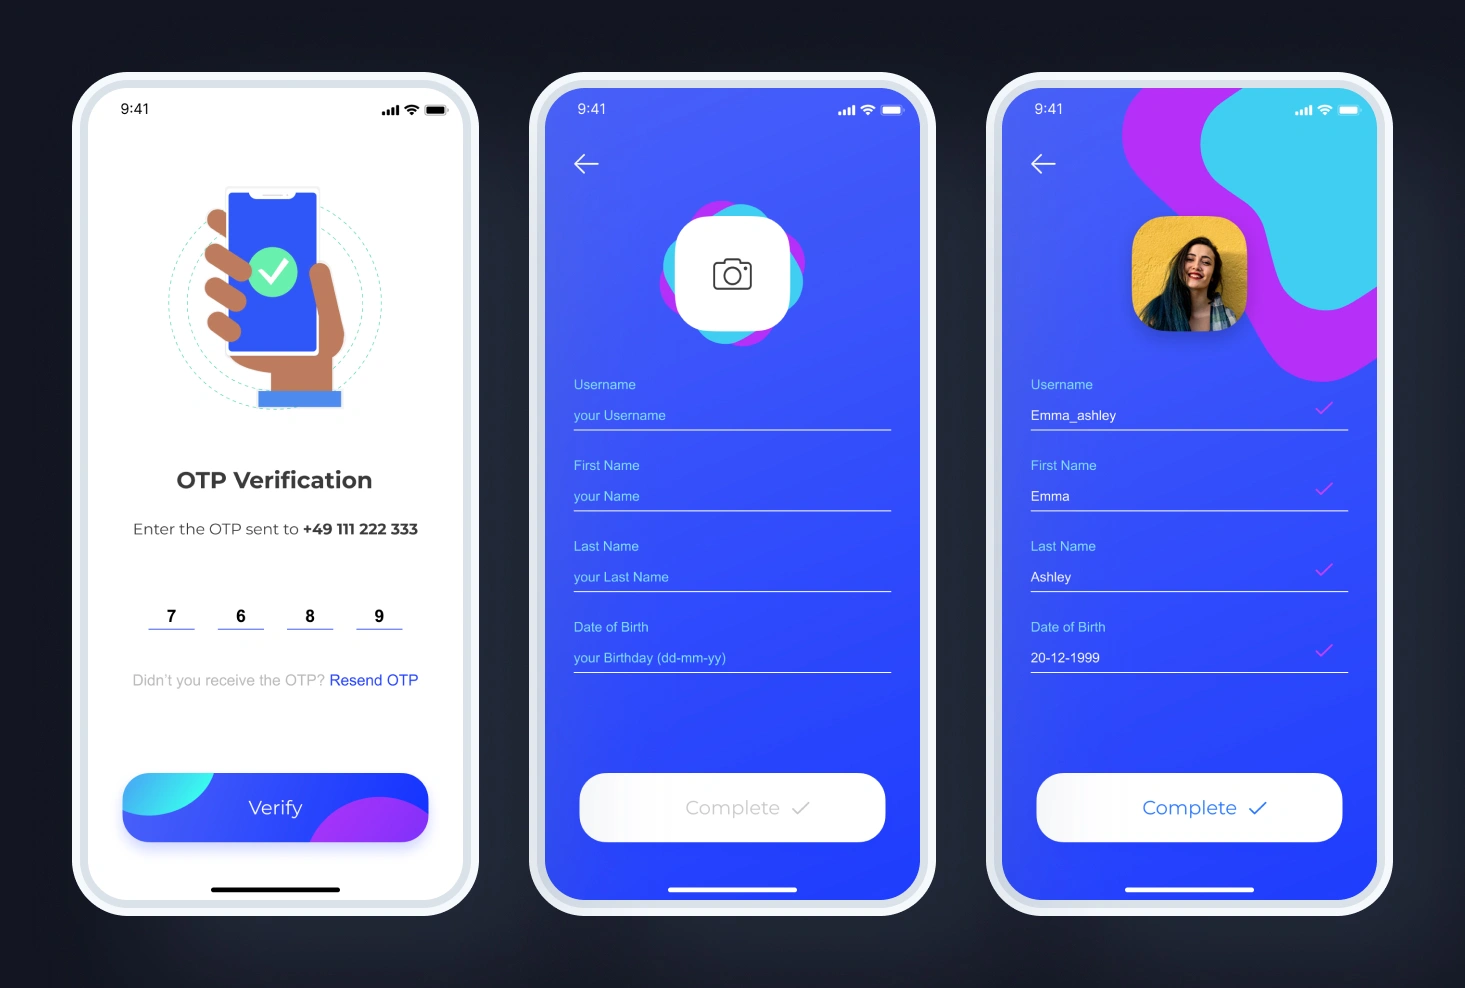 9:41
OTP Verification
Enter the OTP sent to +49 111 222 333
7 6 8 9
Didn't you receive the OTP? Resend OTP
Verify
9:41
Username
your Username
First Name
your Name
Last Name
your Last Name
Date of Birth
your Birthday (dd-mm-yy)
Complete
9:41
Username
Emma_ashley
First Name
Emma
Last Name
Ashley
Date of Birth
20-12-1999
Complete